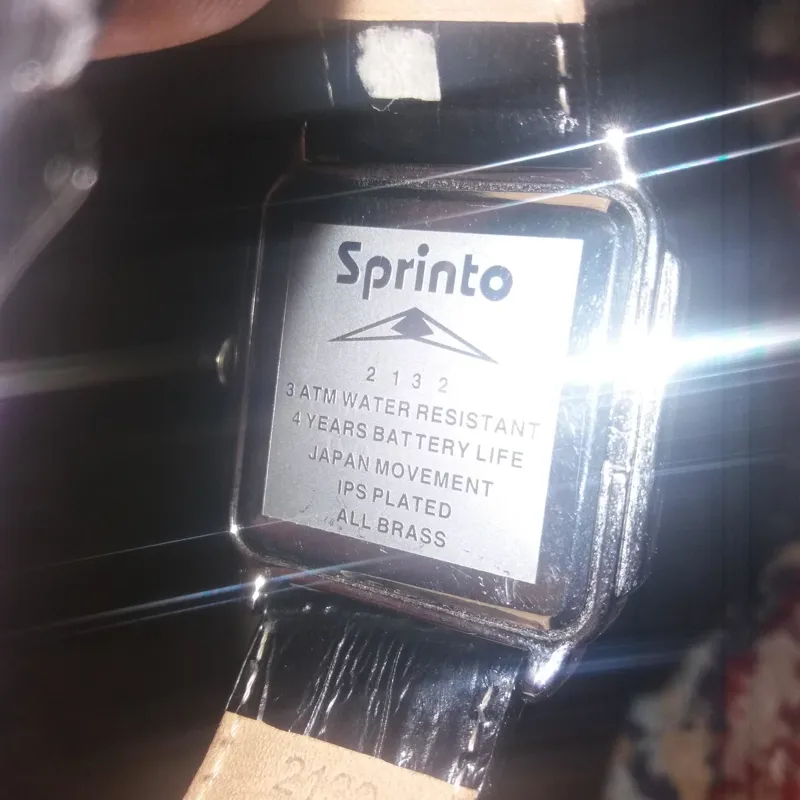 Sprinto
2 1 3 2
3 ATM WATER RESISTANT
4 YEARS BATTERY LIFE
JAPAN MOVEMENT
IPS PLATED
ALL BRASS